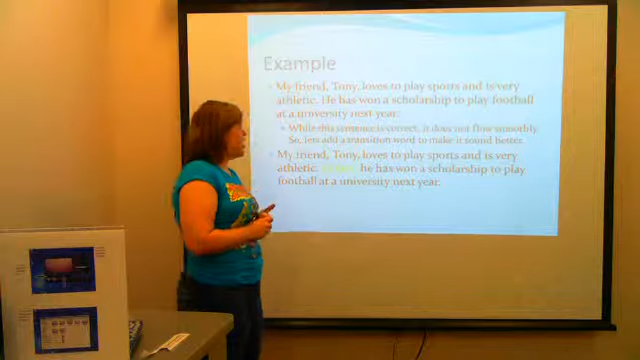 Example
My friend, Tony, loves to play sports and is very
athletic. He has won a scholarship to play football
at a university next year.
While this sentence is correct, it does not flow smoothly.
So, lets add a transition word to make it sound better.
My friend, Tony, loves to play sports and is very
athletic. he has won a scholarship to play
football at a university next year.